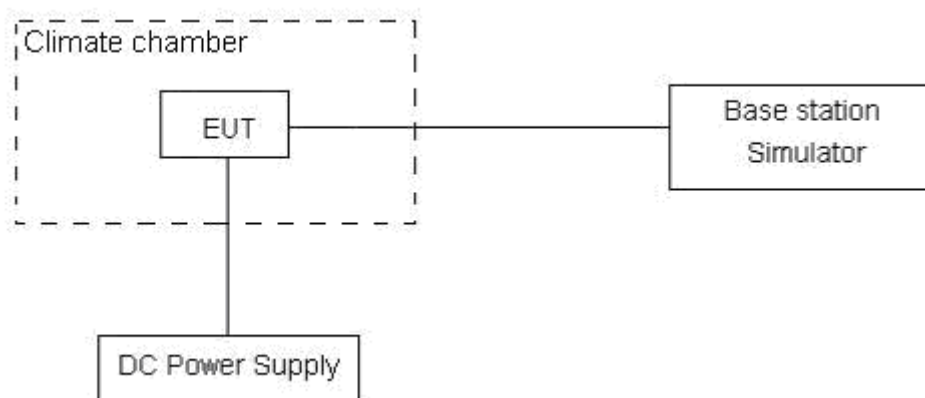 Climate chamber
EUT
Base station
Simulator
DC Power Supply